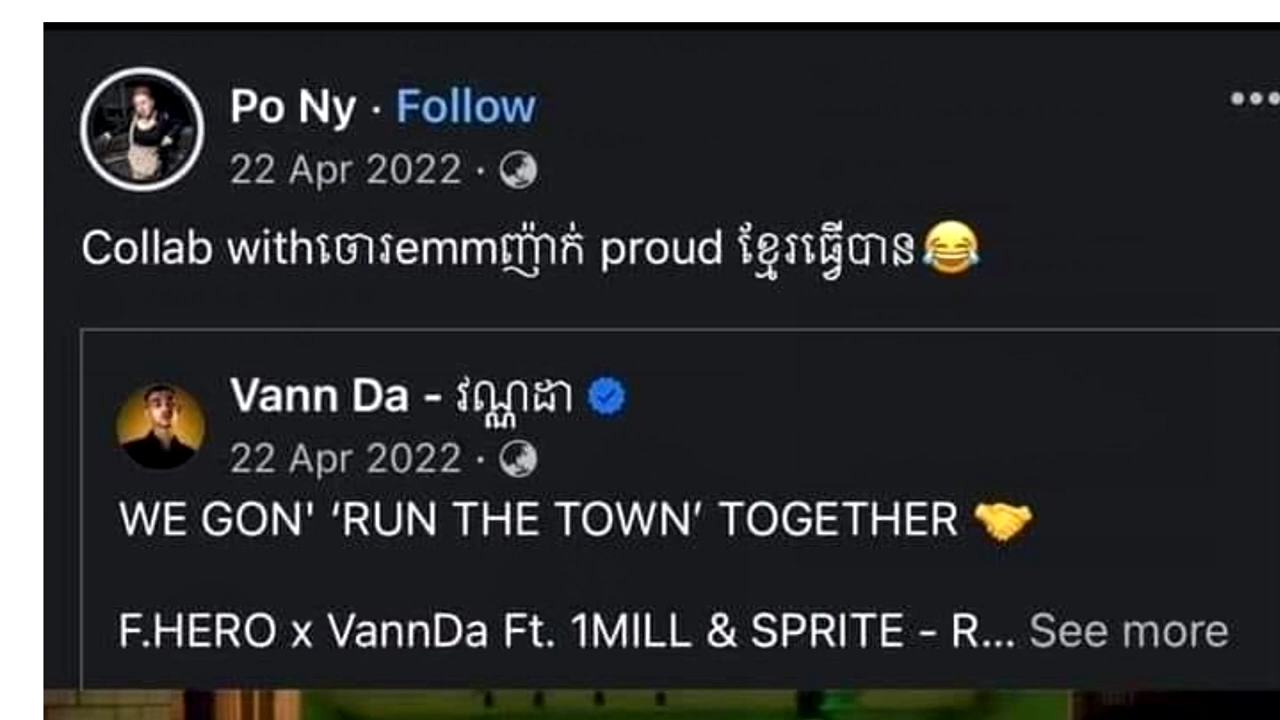 Po Ny · Follow
22 Apr 2022 ·
Collab withចោរemmញ៉ាក់ proud ខ្មែរធ្វើបាន😂
Vann Da - វណ្ណដា
22 Apr 2022 ·
WE GON' ‘RUN THE TOWN’ TOGETHER 🤝
F.HERO x VannDa Ft. 1MILL & SPRITE - R... See more